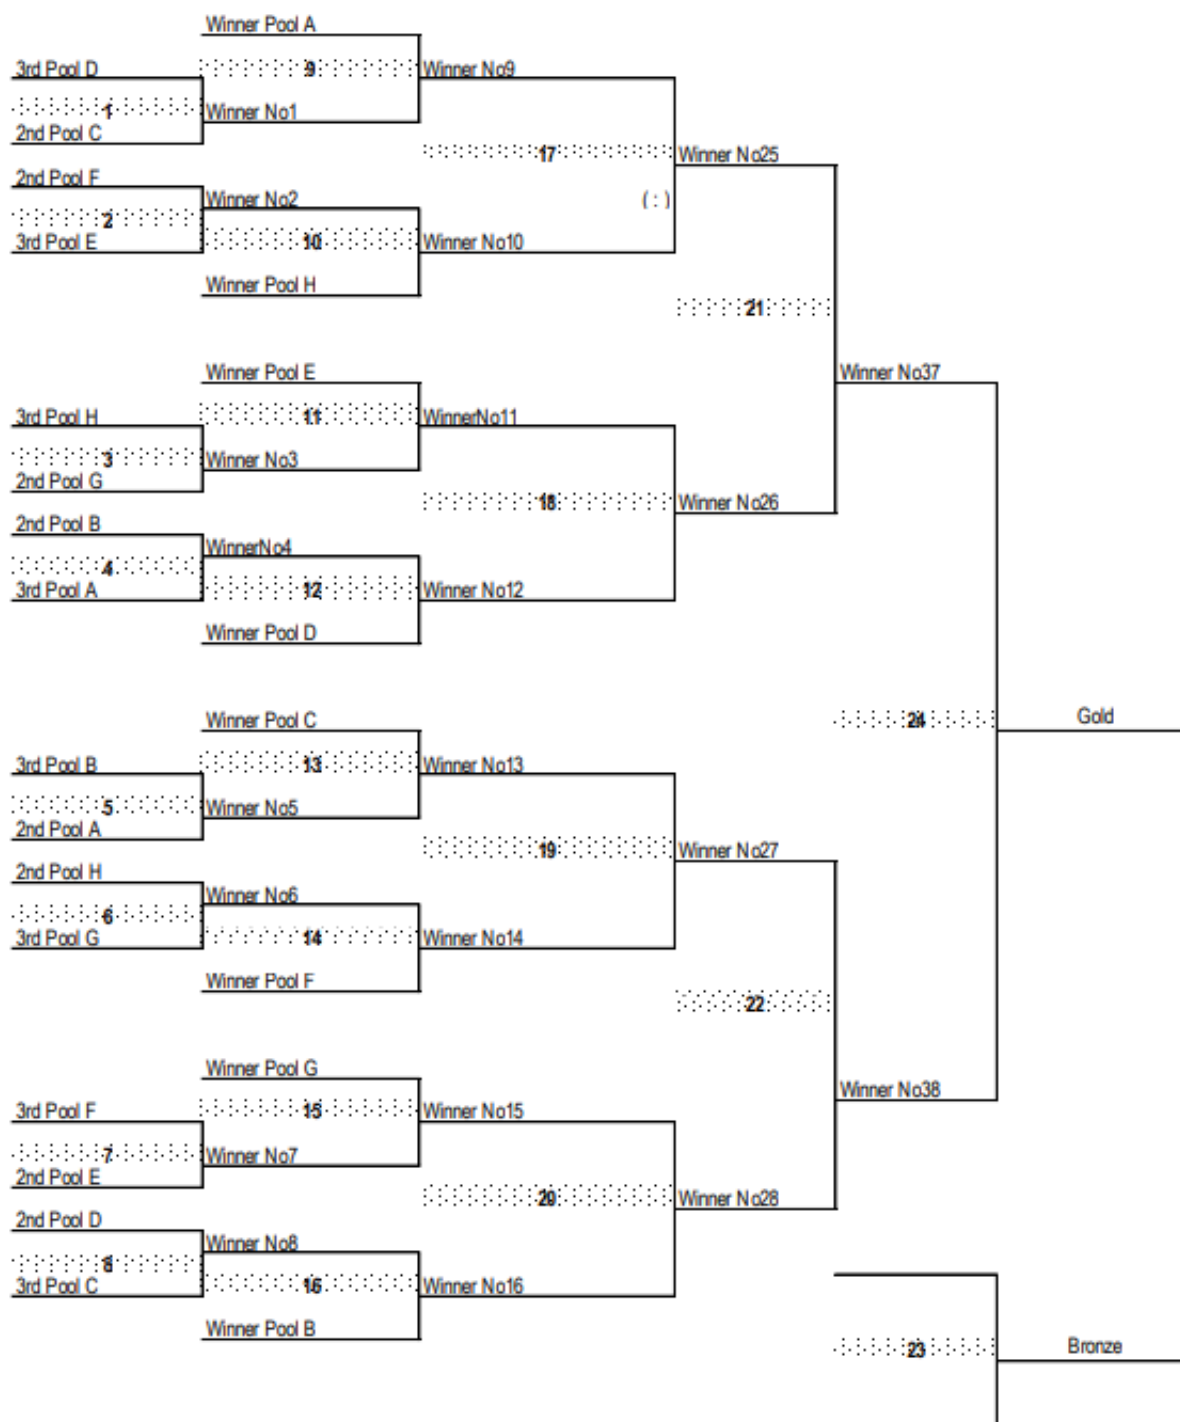 Winner Pool A
3rd Pool D
9
Winner No9
1
Winner No1
2nd Pool C
17
Winner No25
2nd Pool F
Winner No2
( : )
2
10
3rd Pool E
Winner No10
Winner Pool H
21
Winner Pool E
Winner No37
3rd Pool H
11
WinnerNo11
3
Winner No3
2nd Pool G
18
Winner No26
2nd Pool B
WinnerNo4
4
12
3rd Pool A
Winner No12
Winner Pool D
Winner Pool C
24
Gold
3rd Pool B
13
Winner No13
5
Winner No5
2nd Pool A
19
Winner No27
2nd Pool H
Winner No6
6
14
3rd Pool G
Winner No14
Winner Pool F
22
Winner Pool G
Winner No38
3rd Pool F
15
Winner No15
7
Winner No7
2nd Pool E
20
Winner No28
2nd Pool D
Winner No8
8
16
3rd Pool C
Winner No16
Winner Pool B
23
Bronze